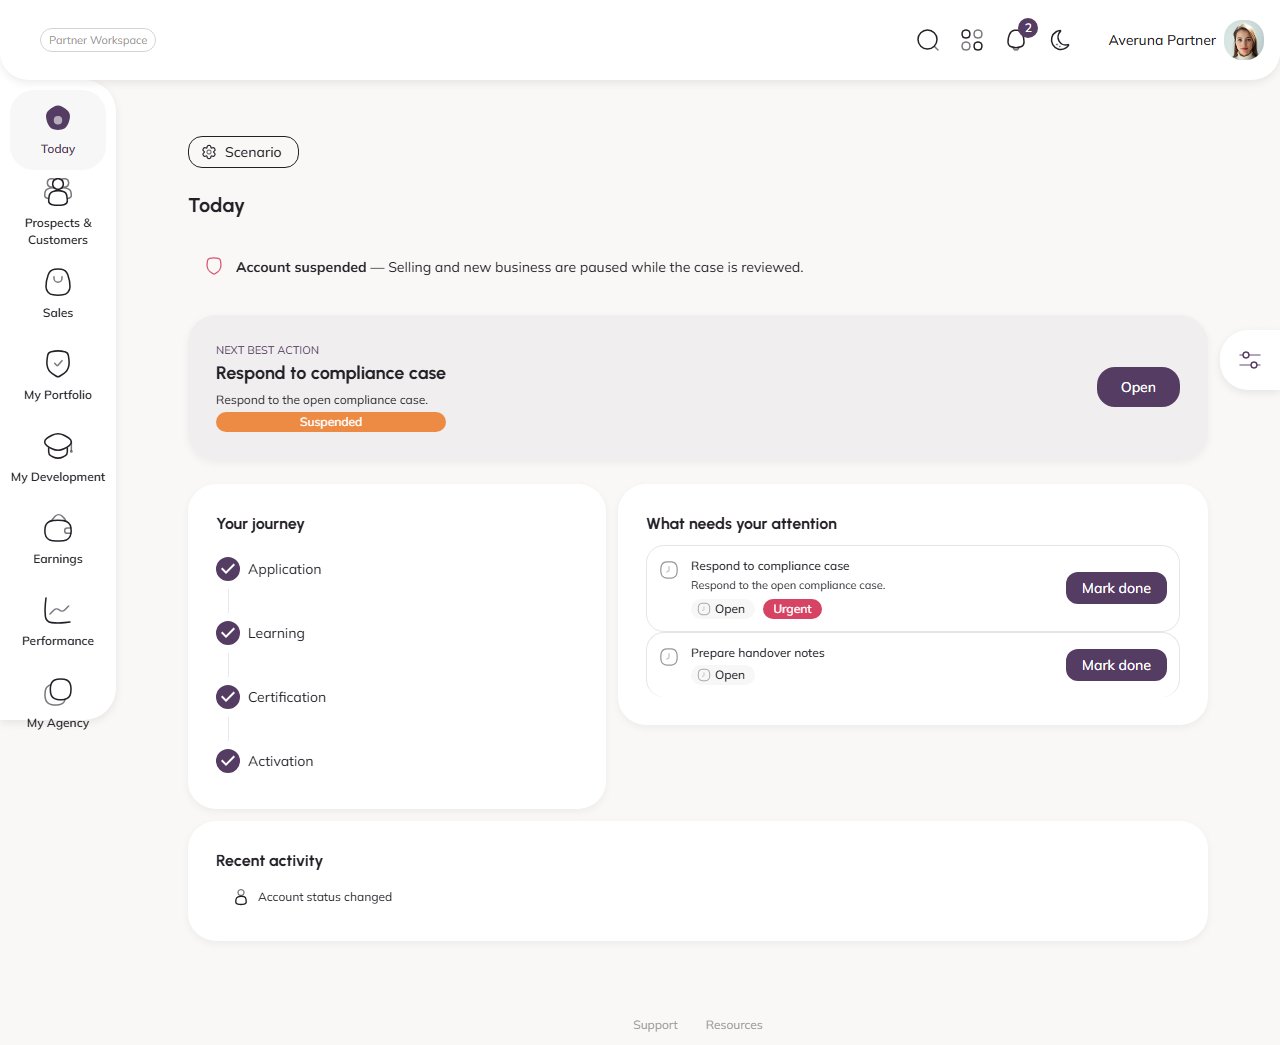 Partner Workspace
2
Averuna Partner
Today
Prospects &
Customers
Sales
My Portfolio
My Development
Earnings
Performance
My Agency
Scenario
Today
Account suspended — Selling and new business are paused while the case is reviewed.
NEXT BEST ACTION
Respond to compliance case
Respond to the open compliance case.
Suspended
Open
Your journey
Application
Learning
Certification
Activation
What needs your attention
Respond to compliance case
Respond to the open compliance case.
Open
Urgent
Mark done
Prepare handover notes
Open
Mark done
Recent activity
Account status changed
Support
Resources